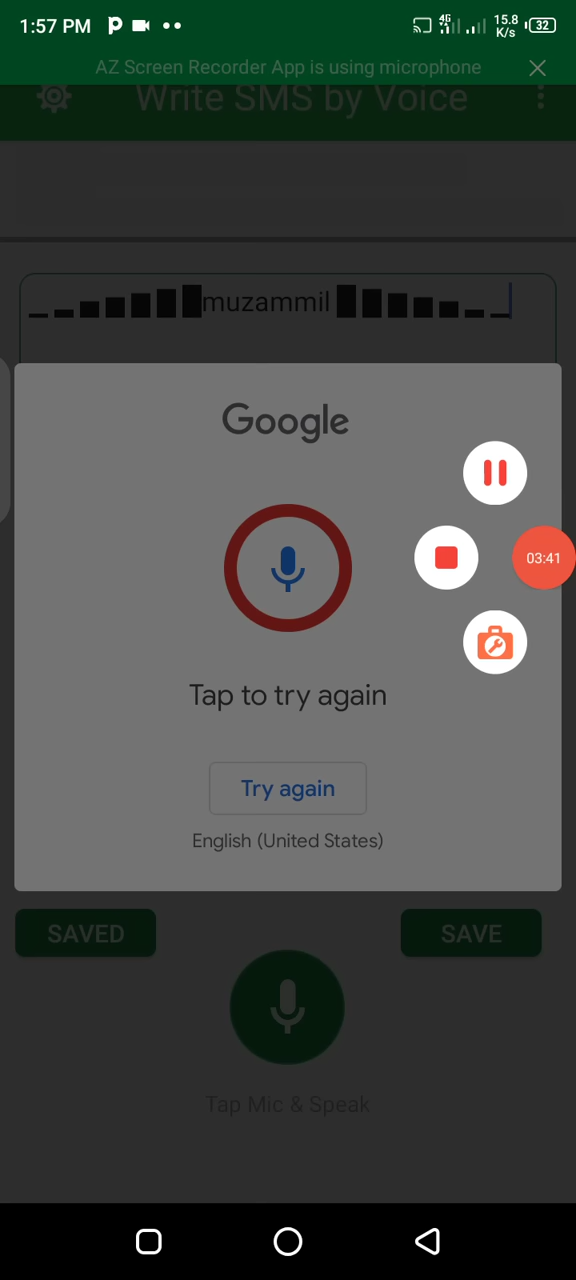 1:57 PM
4G
15.8
K/s
32
AZ Screen Recorder App is using microphone
Write SMS by Voice
▁▂▃▄▅▆▇muzammil ▇▆▅▄▃▂▁
Google
03:41
Tap to try again
Try again
English (United States)
SAVED
SAVE
Tap Mic & Speak